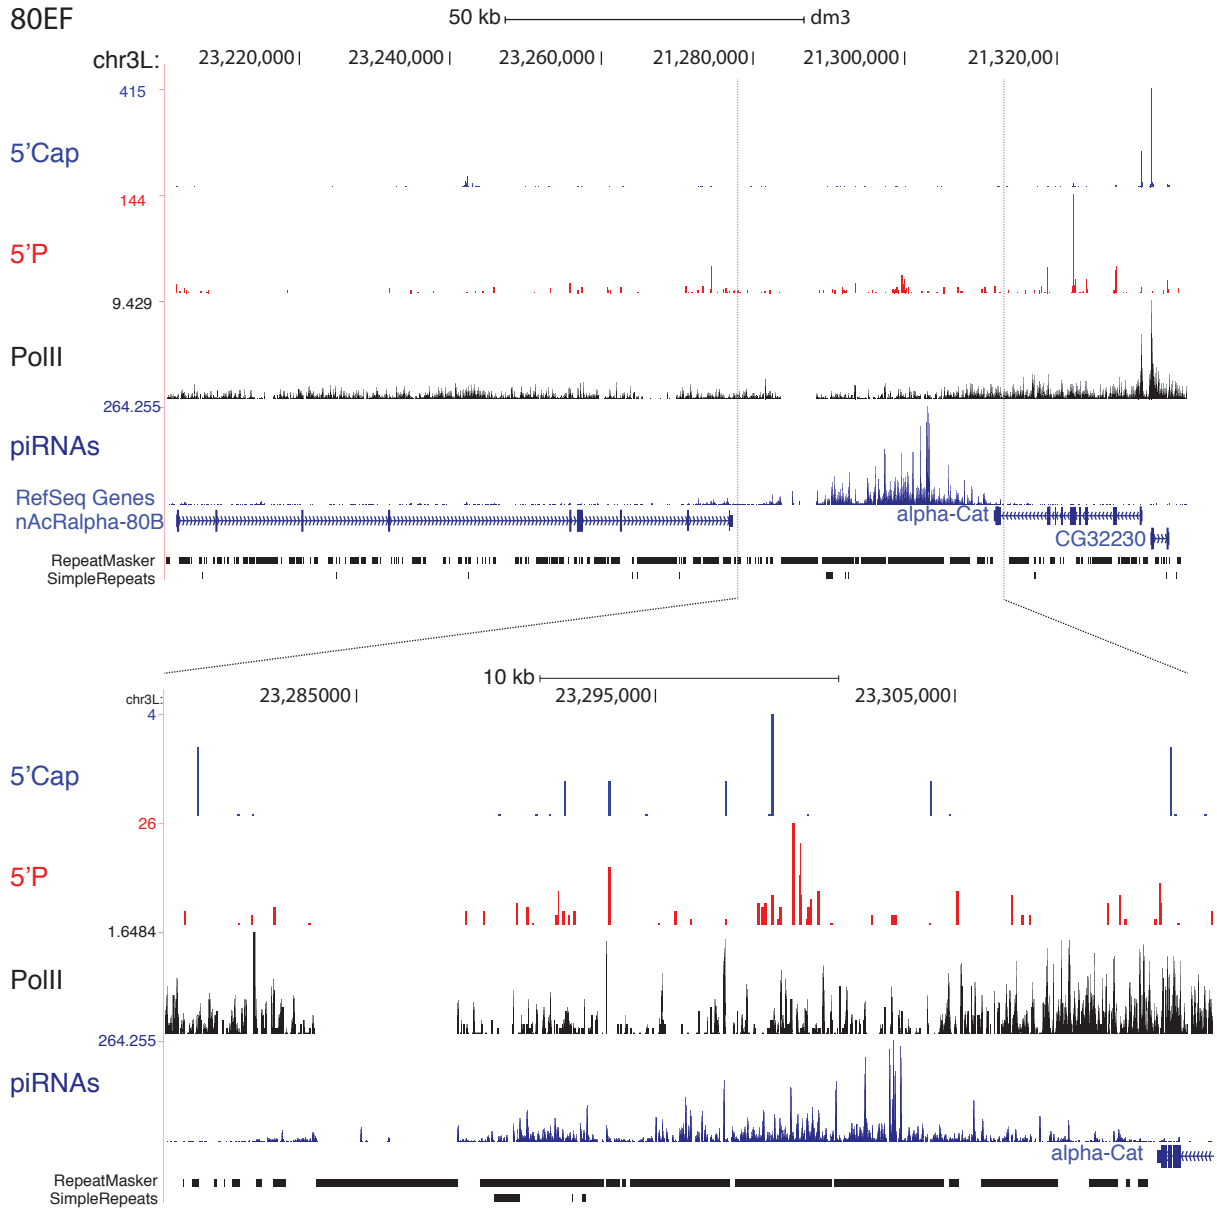 80EF
50 kb dm3
chr3L: 23,220,000 23,240,000 23,260,000 21,280,000 21,300,000 21,320,00
415
5'Cap
144
5'P
9.429
PolII
264.255
piRNAs
RefSeq Genes
nAcRalpha-80B
alpha-Cat
CG32230
RepeatMasker
SimpleRepeats
10 kb
chr3L: 23,285000 23,295,000 23,305,000
4
5'Cap
26
5'P
1.6484
PolII
264.255
piRNAs
alpha-Cat
RepeatMasker
SimpleRepeats